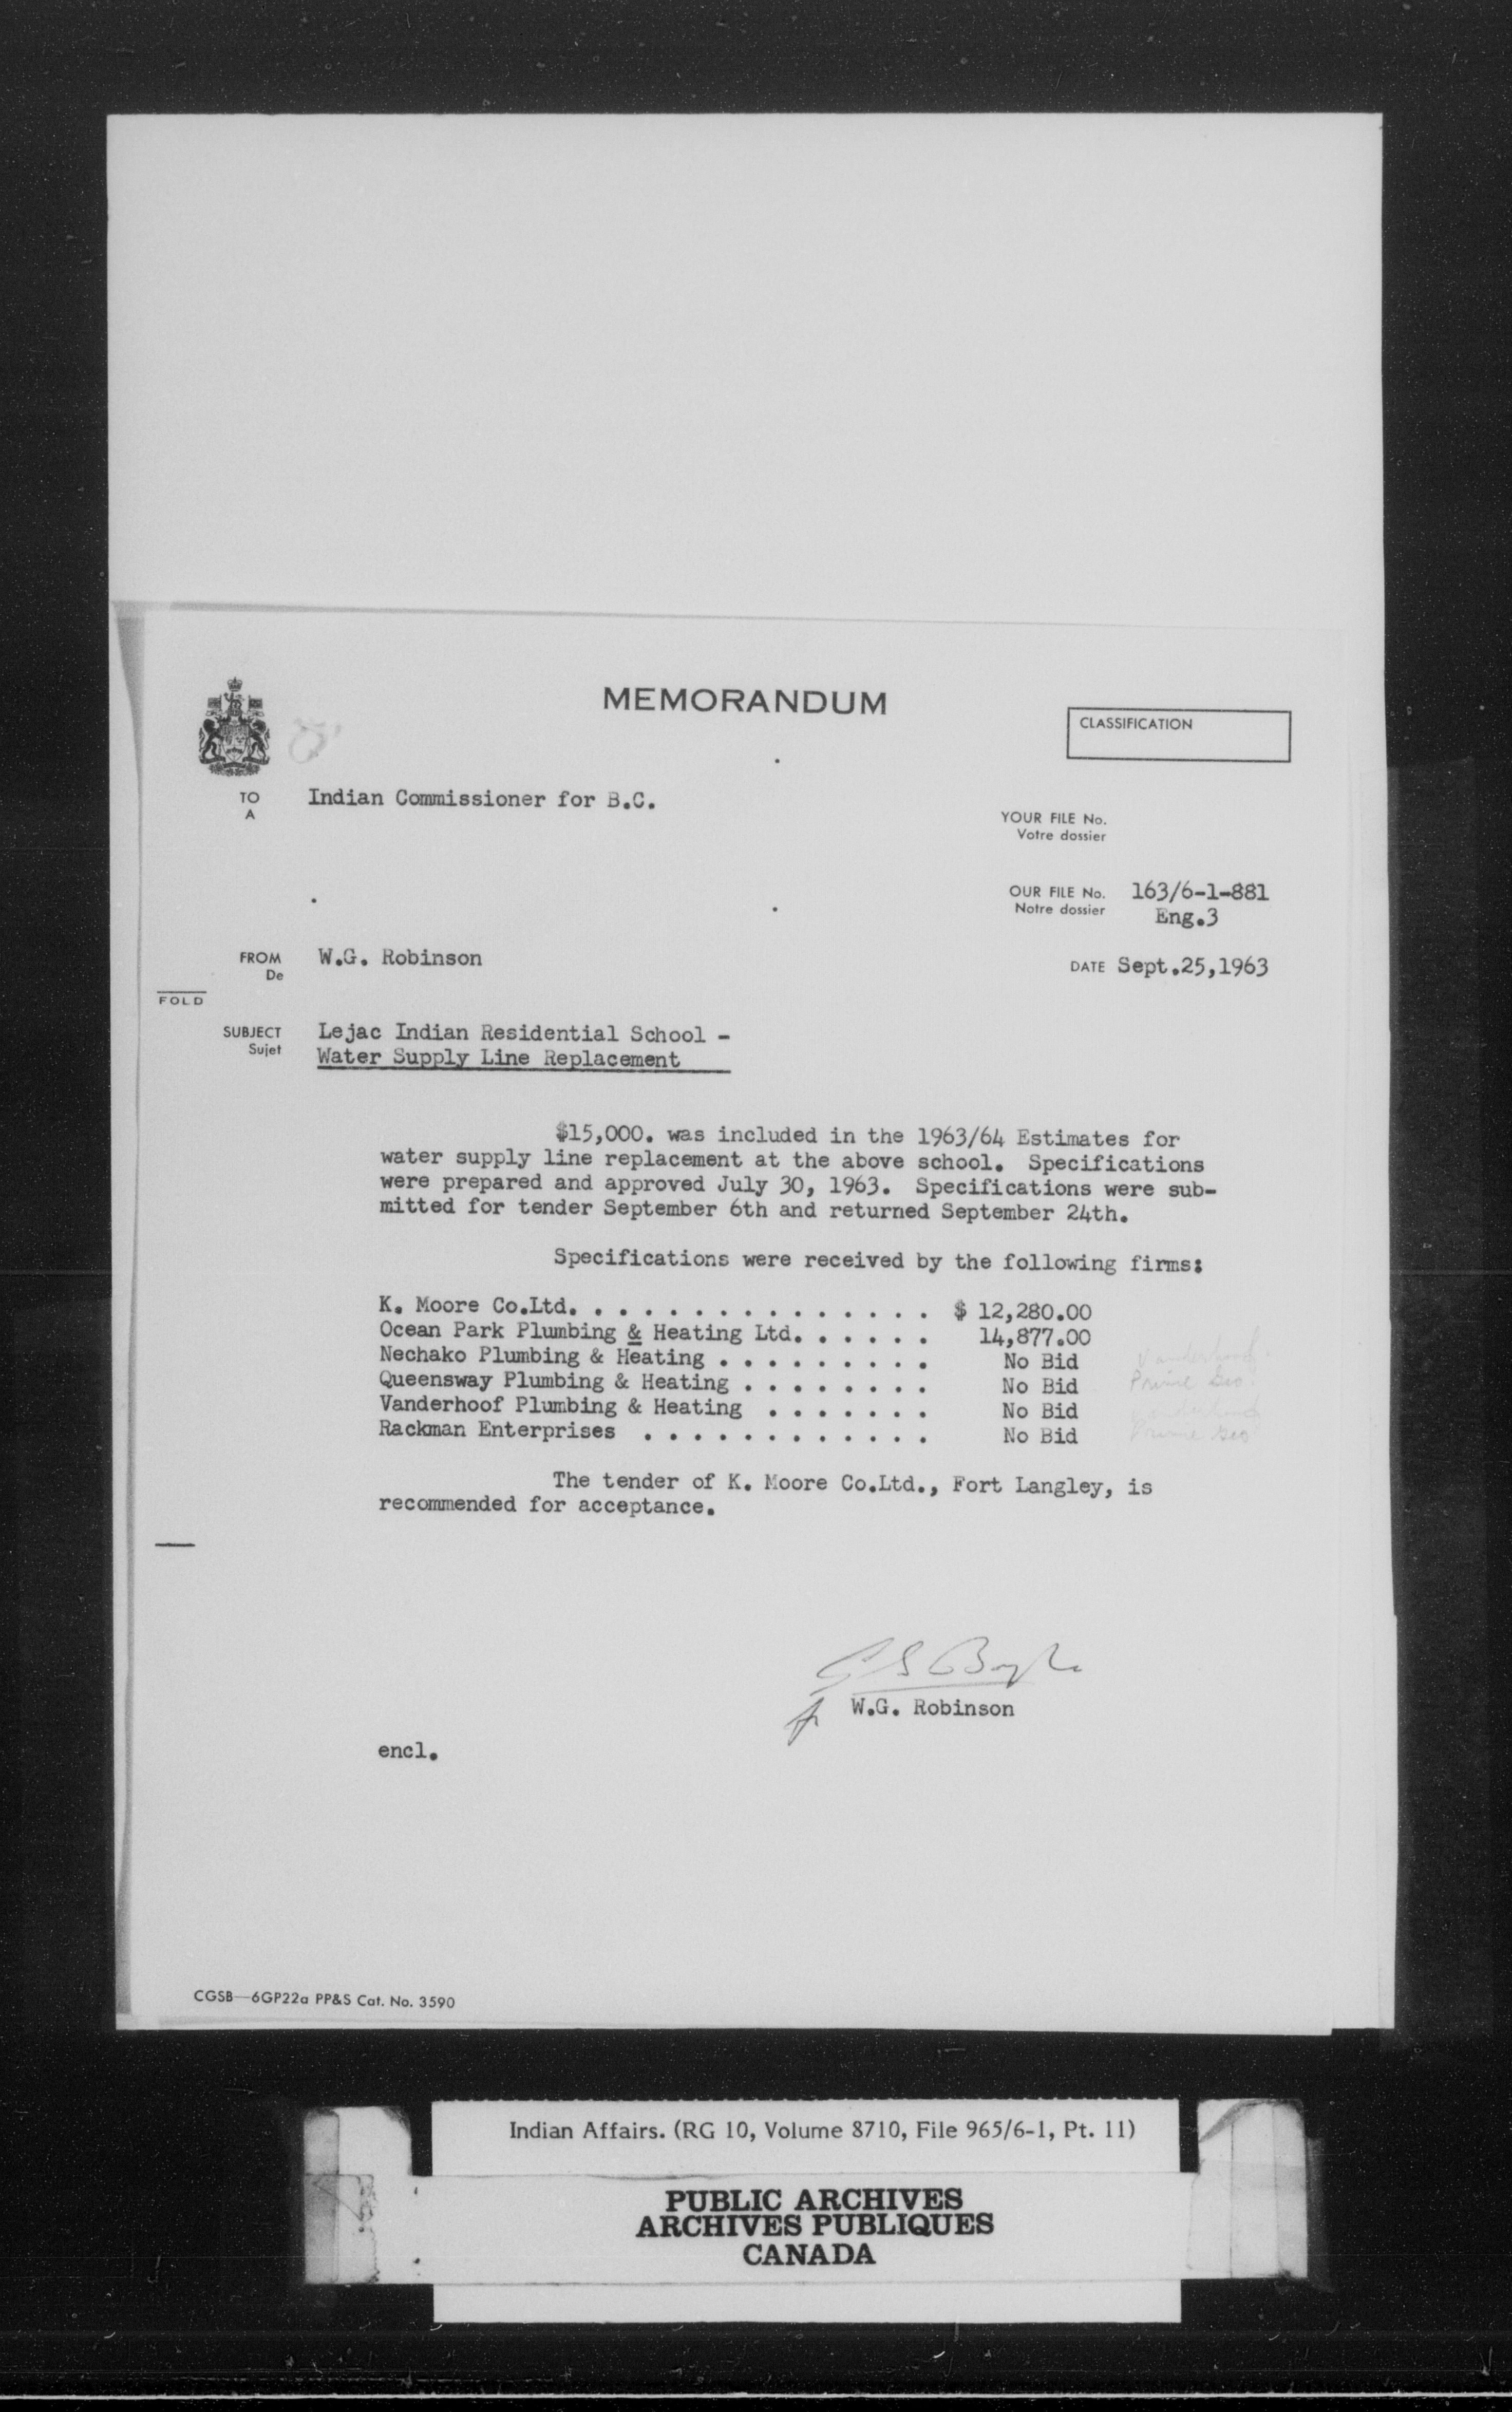 MEMORANDUM
CLASSIFICATION
TO
A
Indian Commissioner for B.C.
YOUR FILE No.
Votre dossier
OUR FILE No. 163/6-1-881
Notre dossier Eng.3
FROM W.G. Robinson
De
DATE Sept.25,1963
FOLD
SUBJECT Lejac Indian Residential School -
Sujet Water Supply Line Replacement
$15,000. was included in the 1963/64 Estimates for
water supply line replacement at the above school. Specifications
were prepared and approved July 30, 1963. Specifications were sub-
mitted for tender September 6th and returned September 24th.
Specifications were received by the following firms:
K. Moore Co.Ltd. . . . . . . . . . . . . . . . $ 12,280.00
Ocean Park Plumbing & Heating Ltd. . . . . . 14,877.00
Nechako Plumbing & Heating . . . . . . . . . No Bid Vanderhoof
Queensway Plumbing & Heating . . . . . . . . No Bid Prince Geo.
Vanderhoof Plumbing & Heating . . . . . . . No Bid
Rackman Enterprises . . . . . . . . . . . . No Bid Prince Geo
The tender of K. Moore Co.Ltd., Fort Langley, is
recommended for acceptance.
W.G. Robinson
encl.
CGSB—6GP22a PP&S Cat. No. 3590
Indian Affairs. (RG 10, Volume 8710, File 965/6-1, Pt. 11)
PUBLIC ARCHIVES
ARCHIVES PUBLIQUES
CANADA